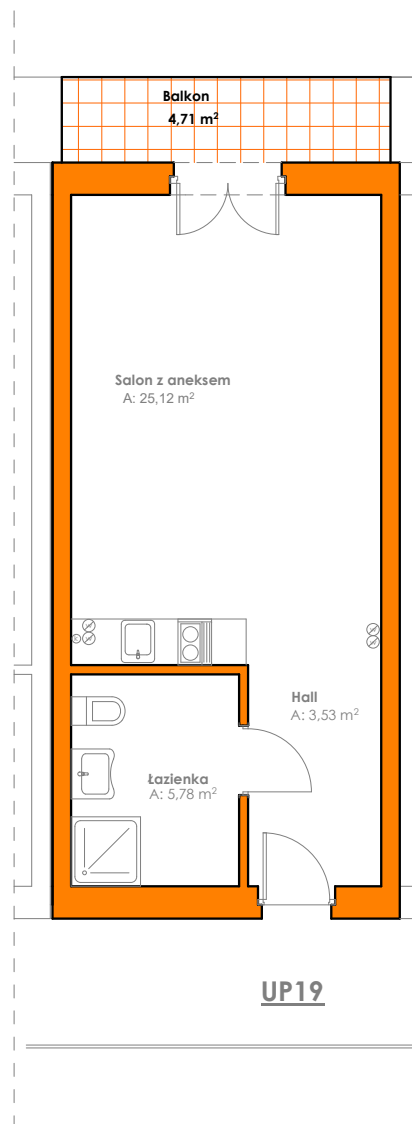 Balkon
4,71 m²
Salon z aneksem
A: 25,12 m²
Hall
A: 3,53 m²
Łazienka
A: 5,78 m²
UP19